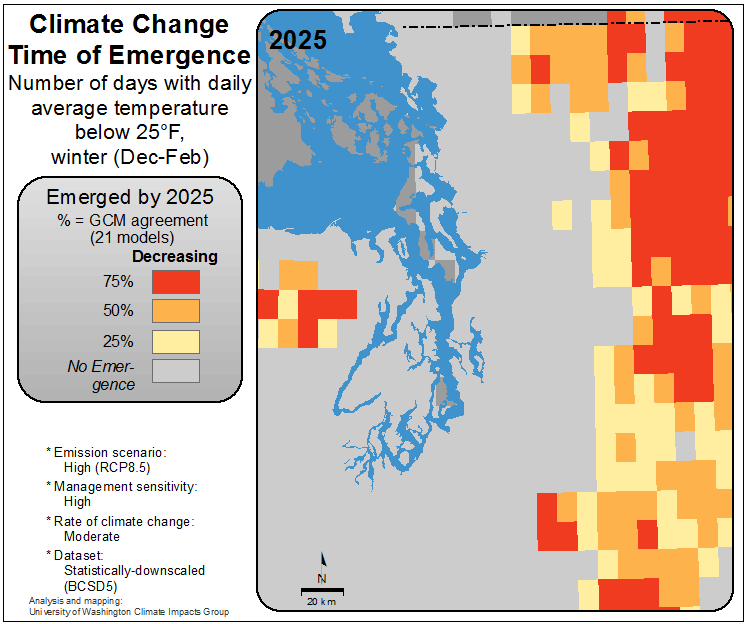 Climate Change
Time of Emergence
Number of days with daily
average temperature
below 25°F,
winter (Dec-Feb)
Emerged by 2025
% = GCM agreement
(21 models)
Decreasing
75%
50%
25%
No Emer-
gence
* Emission scenario:
High (RCP8.5)
* Management sensitivity:
High
* Rate of climate change:
Moderate
* Dataset:
Statistically-downscaled
(BCSD5)
Analysis and mapping:
University of Washington Climate Impacts Group
2025
N
20 km